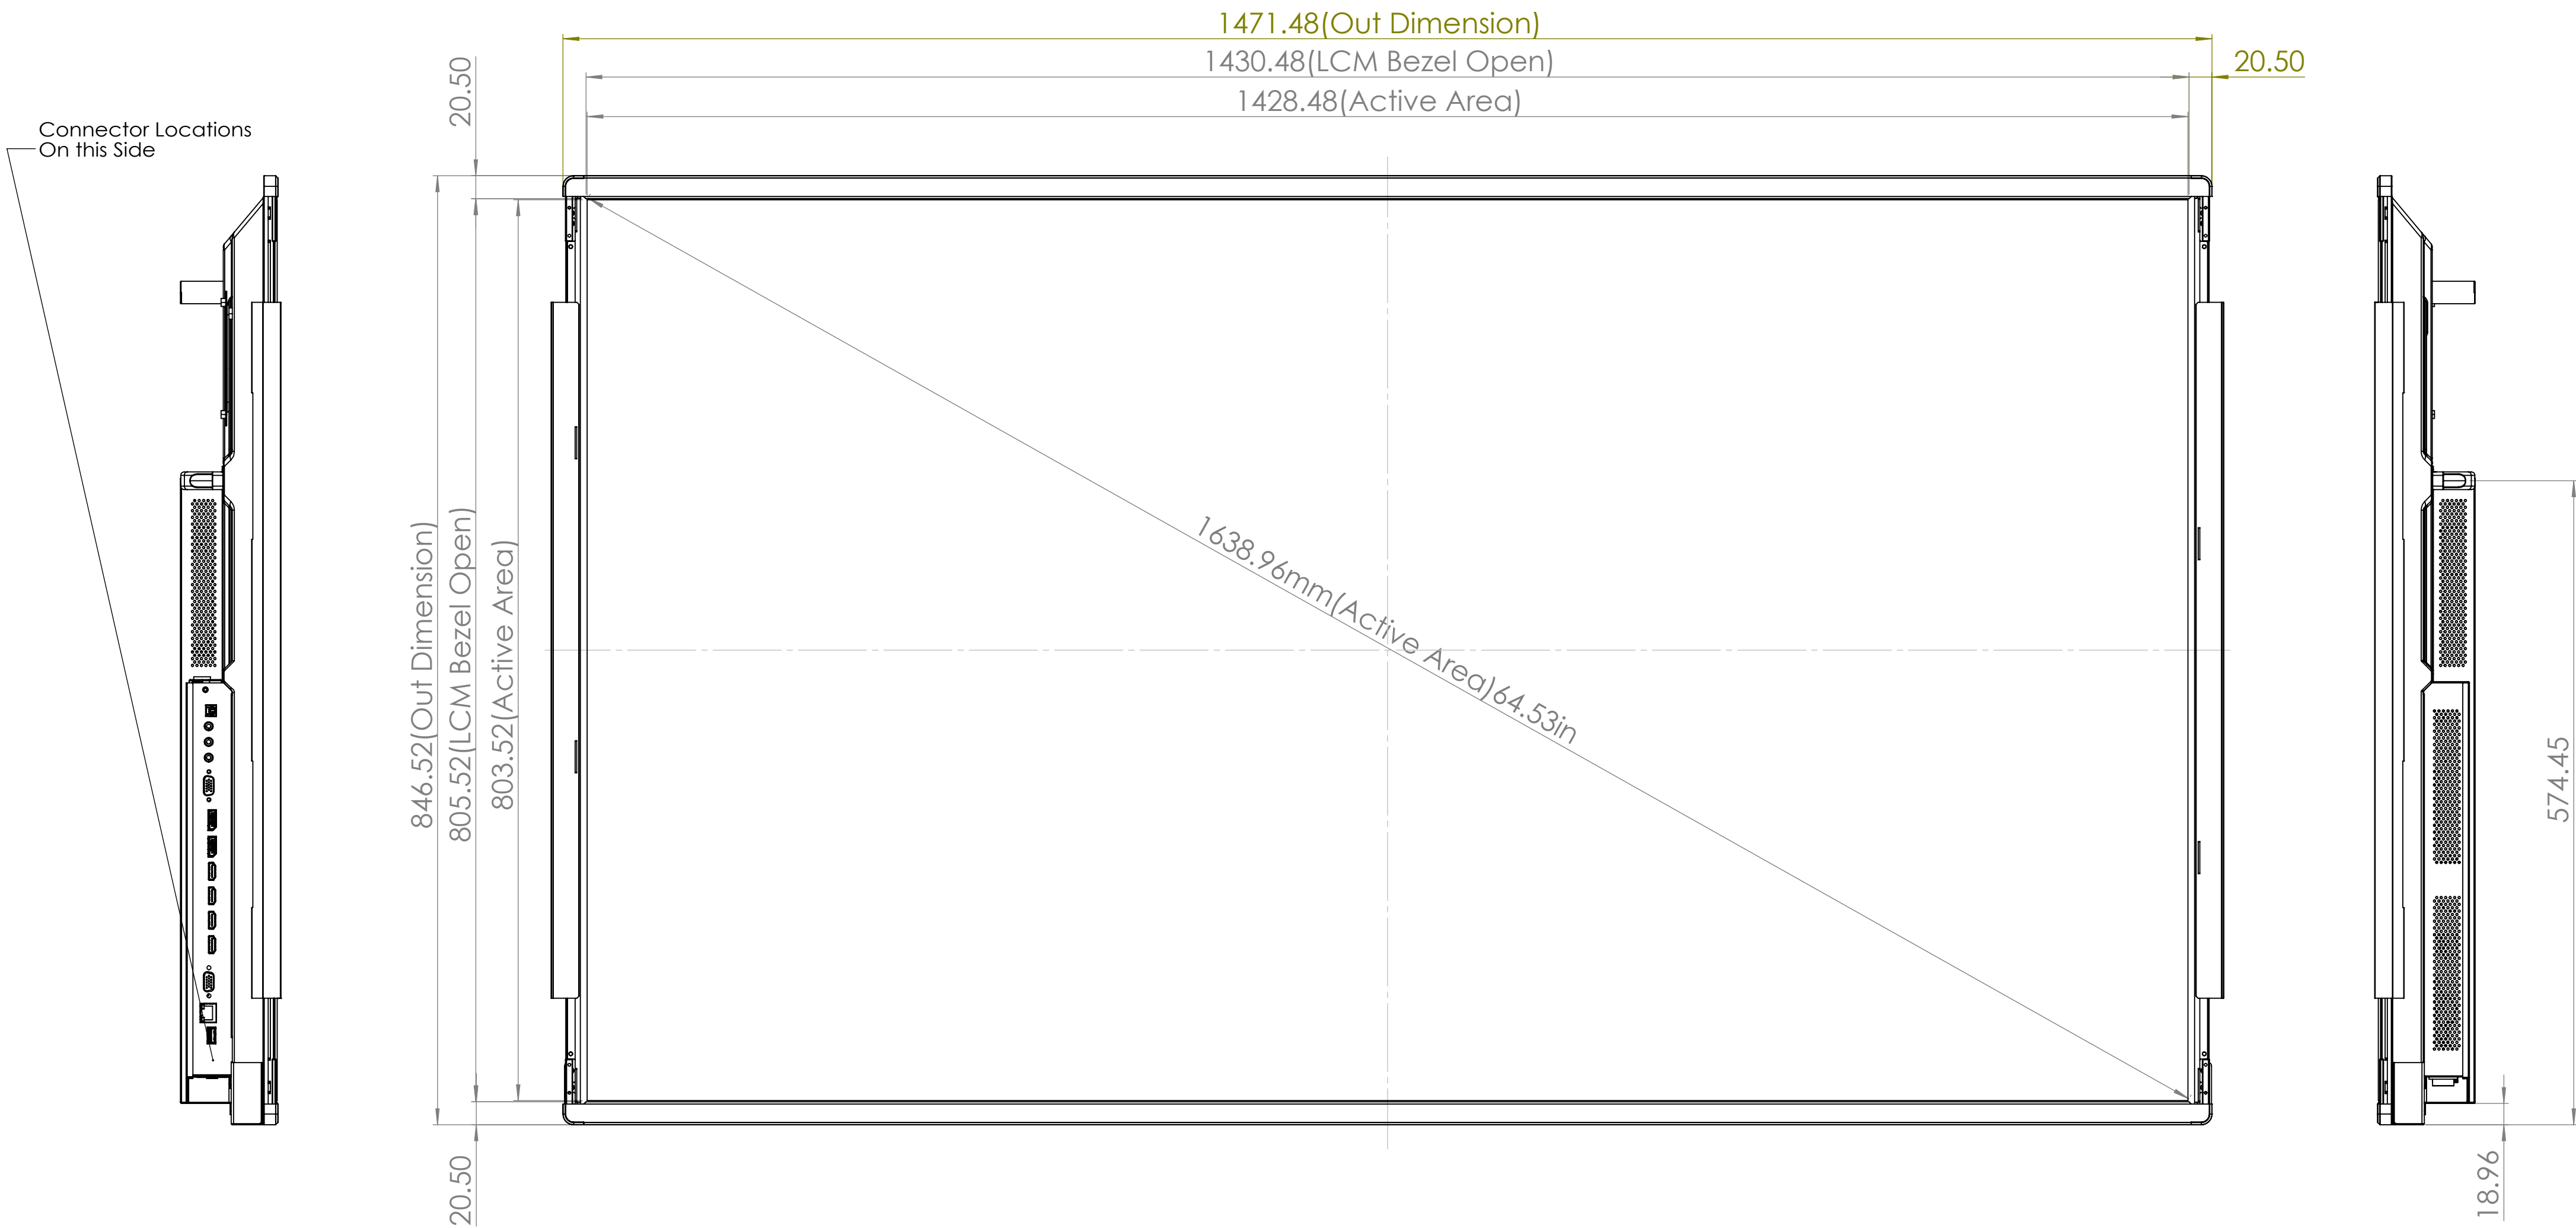 1471.48(Out Dimension)
1430.48(LCM Bezel Open)
20.50
1428.48(Active Area)
20.50
Connector Locations
On this Side
846.52(Out Dimension)
805.52(LCM Bezel Open)
803.52(Active Area)
1638.96mm(Active Area)64.53in
574.45
20.50
18.96